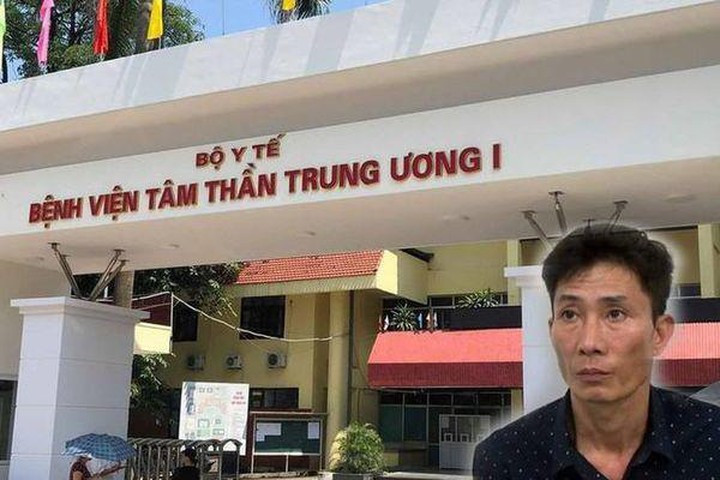 BỘ Y TẾ
BỆNH VIỆN TÂM THẦN TRUNG ƯƠNG I